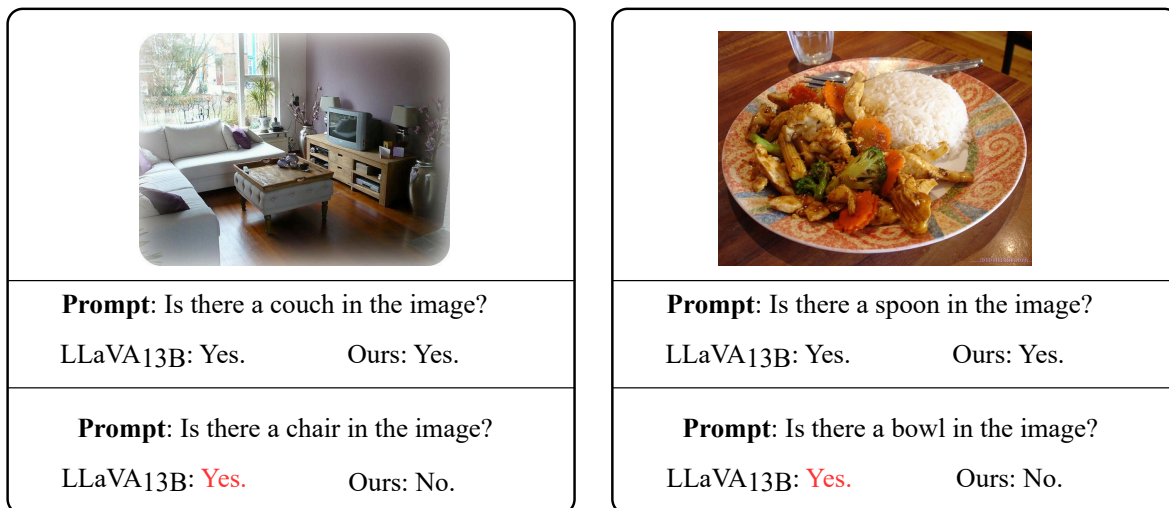 Prompt: Is there a couch in the image?
LLaVA13B: Yes. Ours: Yes.
Prompt: Is there a chair in the image?
LLaVA13B: Yes. Ours: No.
Prompt: Is there a spoon in the image?
LLaVA13B: Yes. Ours: Yes.
Prompt: Is there a bowl in the image?
LLaVA13B: Yes. Ours: No.